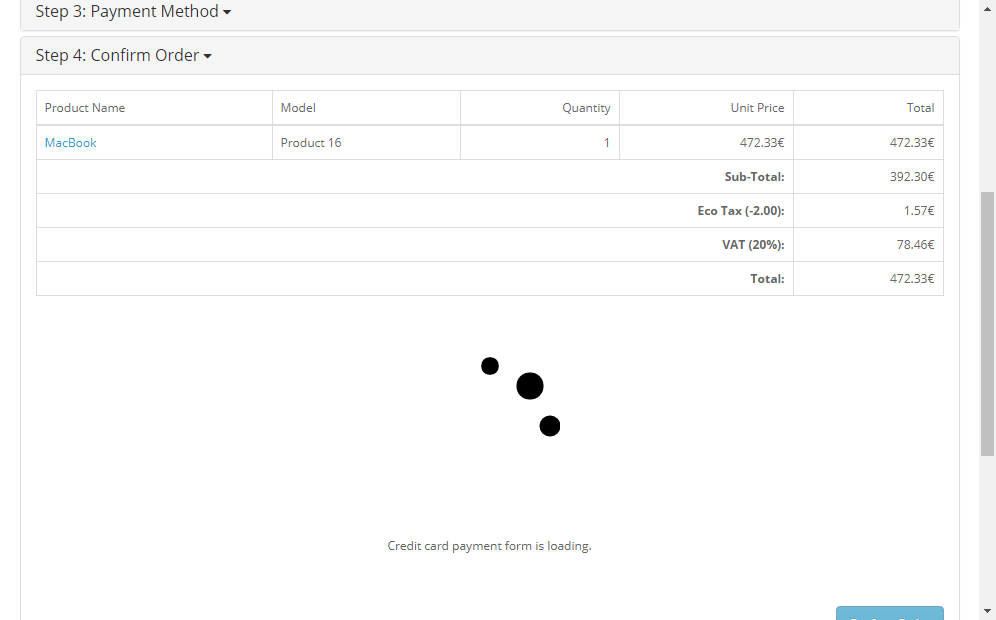 Step 3: Payment Method
Step 4: Confirm Order
Product Name Model Quantity Unit Price Total
MacBook Product 16 1 472.33€ 472.33€
Sub-Total: 392.30€
Eco Tax (-2.00): 1.57€
VAT (20%): 78.46€
Total: 472.33€
Credit card payment form is loading.